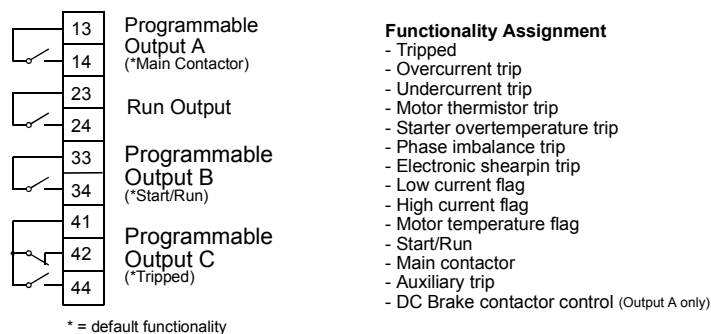 13
14
Programmable
Output A
(*Main Contactor)
23
24
Run Output
33
34
Programmable
Output B
(*Start/Run)
41
42
44
Programmable
Output C
(*Tripped)
* = default functionality
Functionality Assignment
- Tripped
- Overcurrent trip
- Undercurrent trip
- Motor thermistor trip
- Starter overtemperature trip
- Phase imbalance trip
- Electronic shearpin trip
- Low current flag
- High current flag
- Motor temperature flag
- Start/Run
- Main contactor
- Auxiliary trip
- DC Brake contactor control (Output A only)